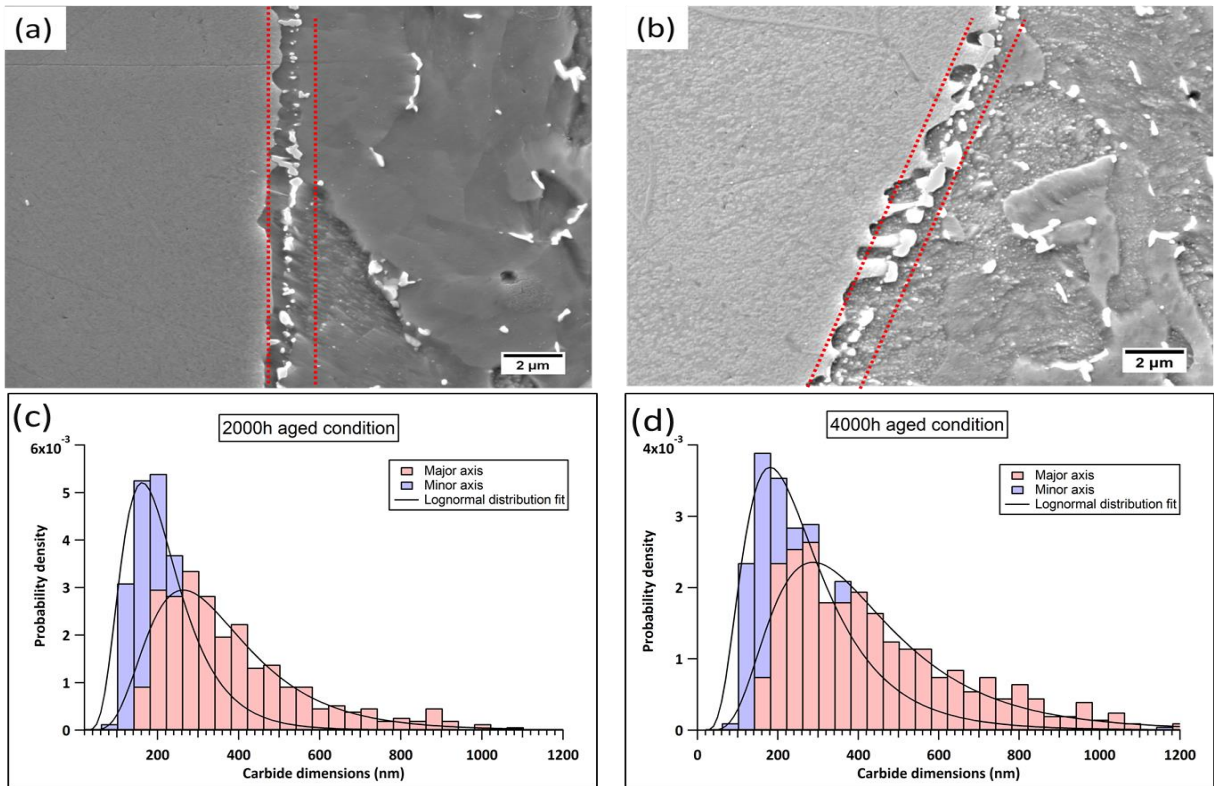 (a)
2 µm
(b)
2 µm
(c)
2000h aged condition
6x10-3
5
4
3
2
1
0
Probability density
Major axis
Minor axis
Lognormal distribution fit
200
400
600
800
1000
1200
Carbide dimensions (nm)
(d)
4000h aged condition
4x10-3
3
2
1
0
Probability density
Major axis
Minor axis
Lognormal distribution fit
0
200
400
600
800
1000
1200
Carbide dimensions (nm)